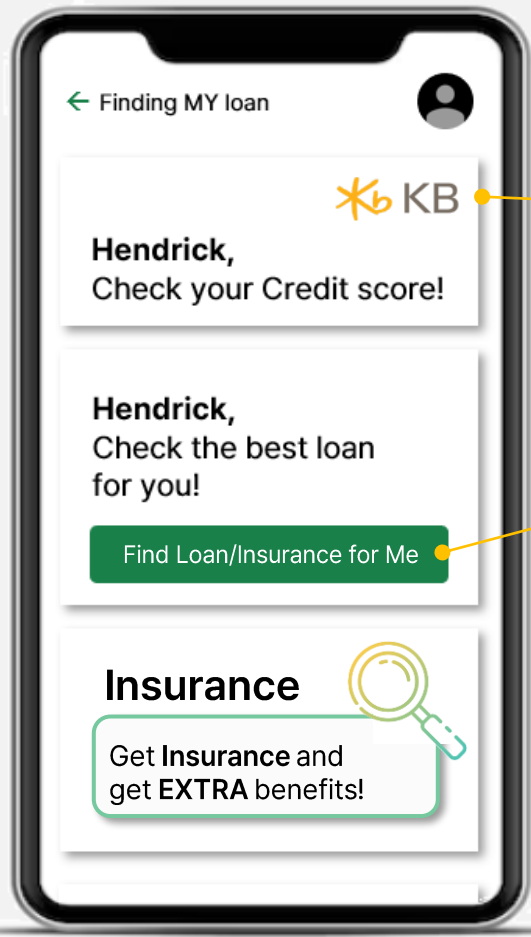 ← Finding MY loan
KB KB
Hendrick,
Check your Credit score!
Hendrick,
Check the best loan
for you!
Find Loan/Insurance for Me
Insurance
Get Insurance and
get EXTRA benefits!